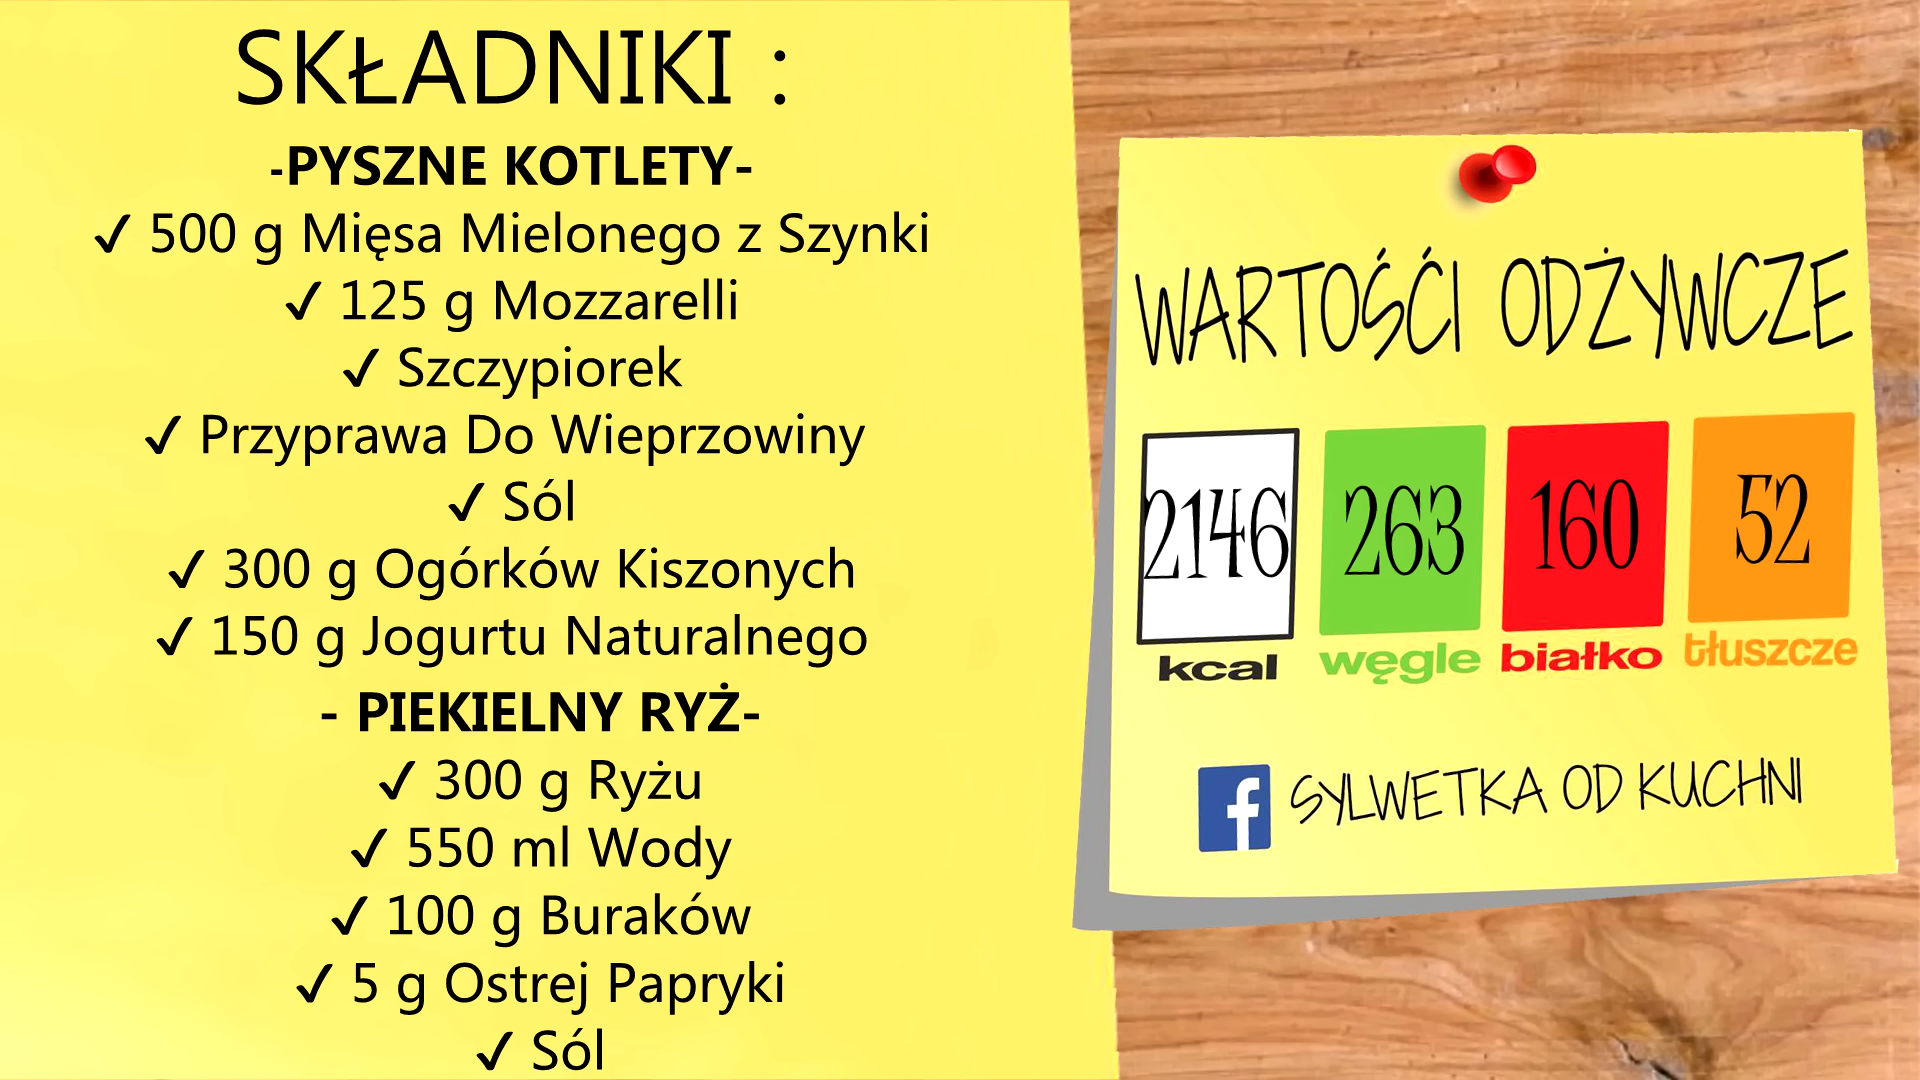 SKŁADNIKI :
-PYSZNE KOTLETY-
✓ 500 g Mięsa Mielonego z Szynki
✓ 125 g Mozzarelli
✓ Szczypiorek
✓ Przyprawa Do Wieprzowiny
✓ Sól
✓ 300 g Ogórków Kiszonych
✓ 150 g Jogurtu Naturalnego
- PIEKIELNY RYŻ-
✓ 300 g Ryżu
✓ 550 ml Wody
✓ 100 g Buraków
✓ 5 g Ostrej Papryki
✓ Sól
WARTOŚĆI ODŻYWCZE
2146 263 160 52
kcal węgle białko tłuszcze
f SYLWETKA OD KUCHNI